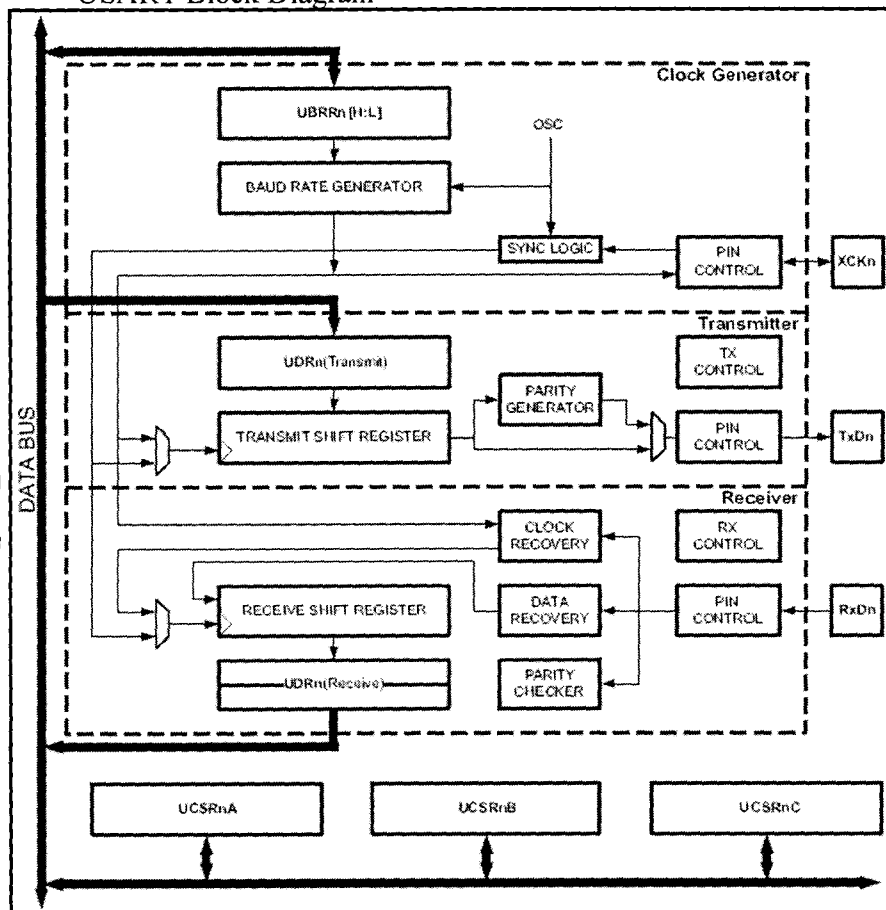 USART Block Diagram
Clock Generator
UBRRn [H:L]
OSC
BAUD RATE GENERATOR
SYNC LOGIC
PIN
CONTROL
XCKn
Transmitter
UDRn(Transmit)
TX
CONTROL
PARITY
GENERATOR
TRANSMIT SHIFT REGISTER
PIN
CONTROL
TxDn
DATA BUS
Receiver
CLOCK
RECOVERY
RX
CONTROL
RECEIVE SHIFT REGISTER
DATA
RECOVERY
PIN
CONTROL
RxDn
UDRn(Receive)
PARITY
CHECKER
UCSRnA
UCSRnB
UCSRnC